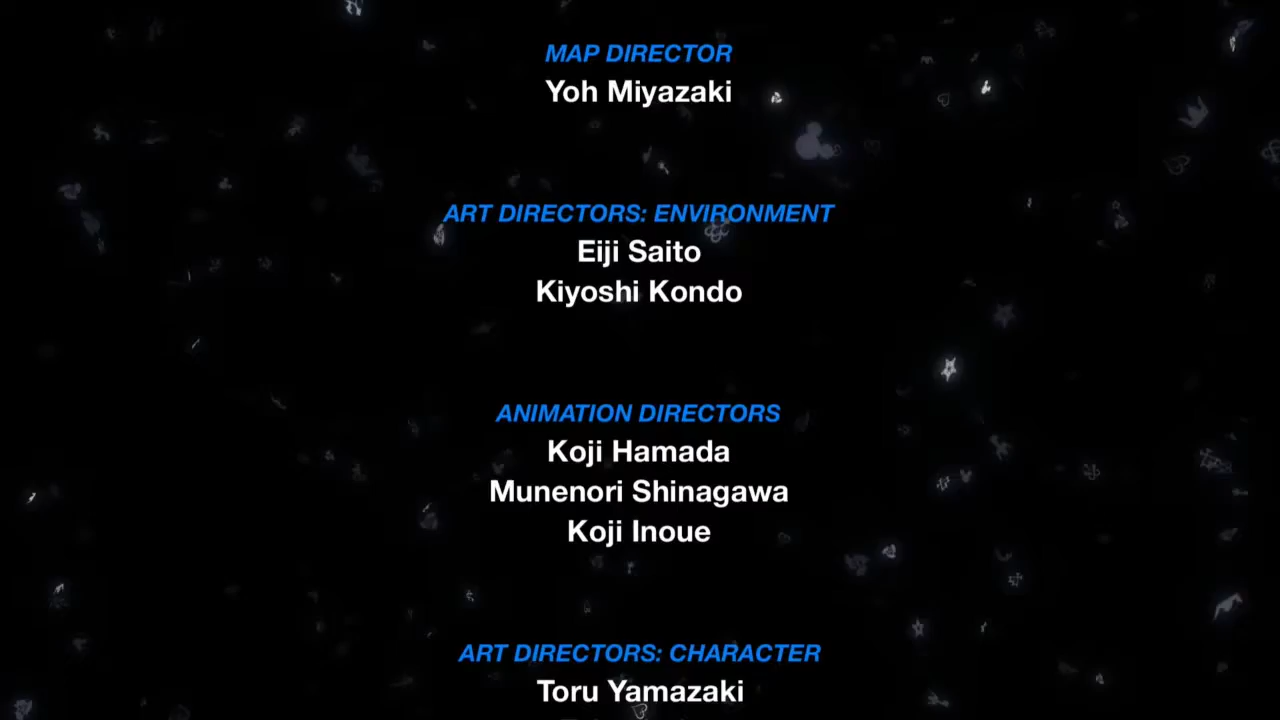 MAP DIRECTOR
Yoh Miyazaki
ART DIRECTORS: ENVIRONMENT
Eiji Saito
Kiyoshi Kondo
ANIMATION DIRECTORS
Koji Hamada
Munenori Shinagawa
Koji Inoue
ART DIRECTORS: CHARACTER
Toru Yamazaki